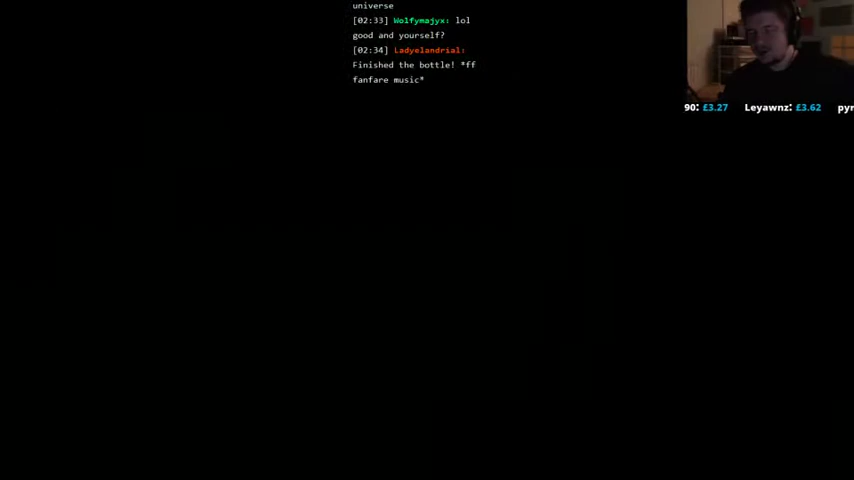 universe
[02:33] Wolfymajyx: lol
good and yourself?
[02:34] Ladyelandrial:
Finished the bottle! *ff
fanfare music*
90: £3.27 Leyawnz: £3.62 pyr